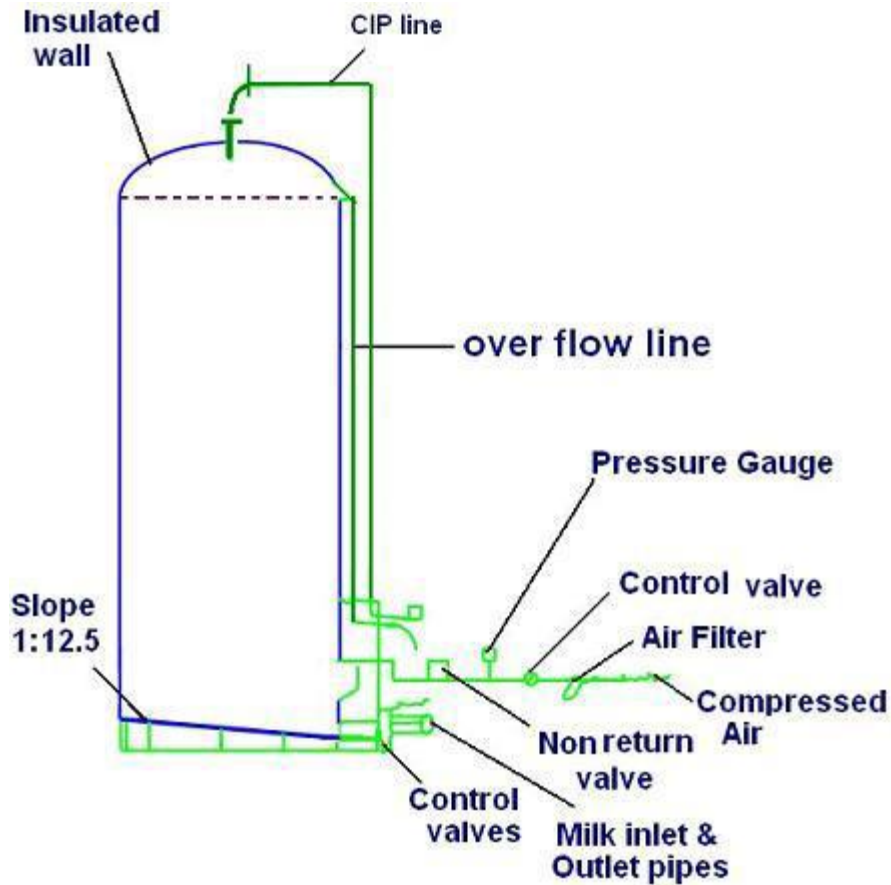 Insulated
wall
CIP line
over flow line
Pressure Gauge
Control valve
Air Filter
Compressed
Air
Slope
1:12.5
Non return
valve
Control
valves
Milk inlet &
Outlet pipes